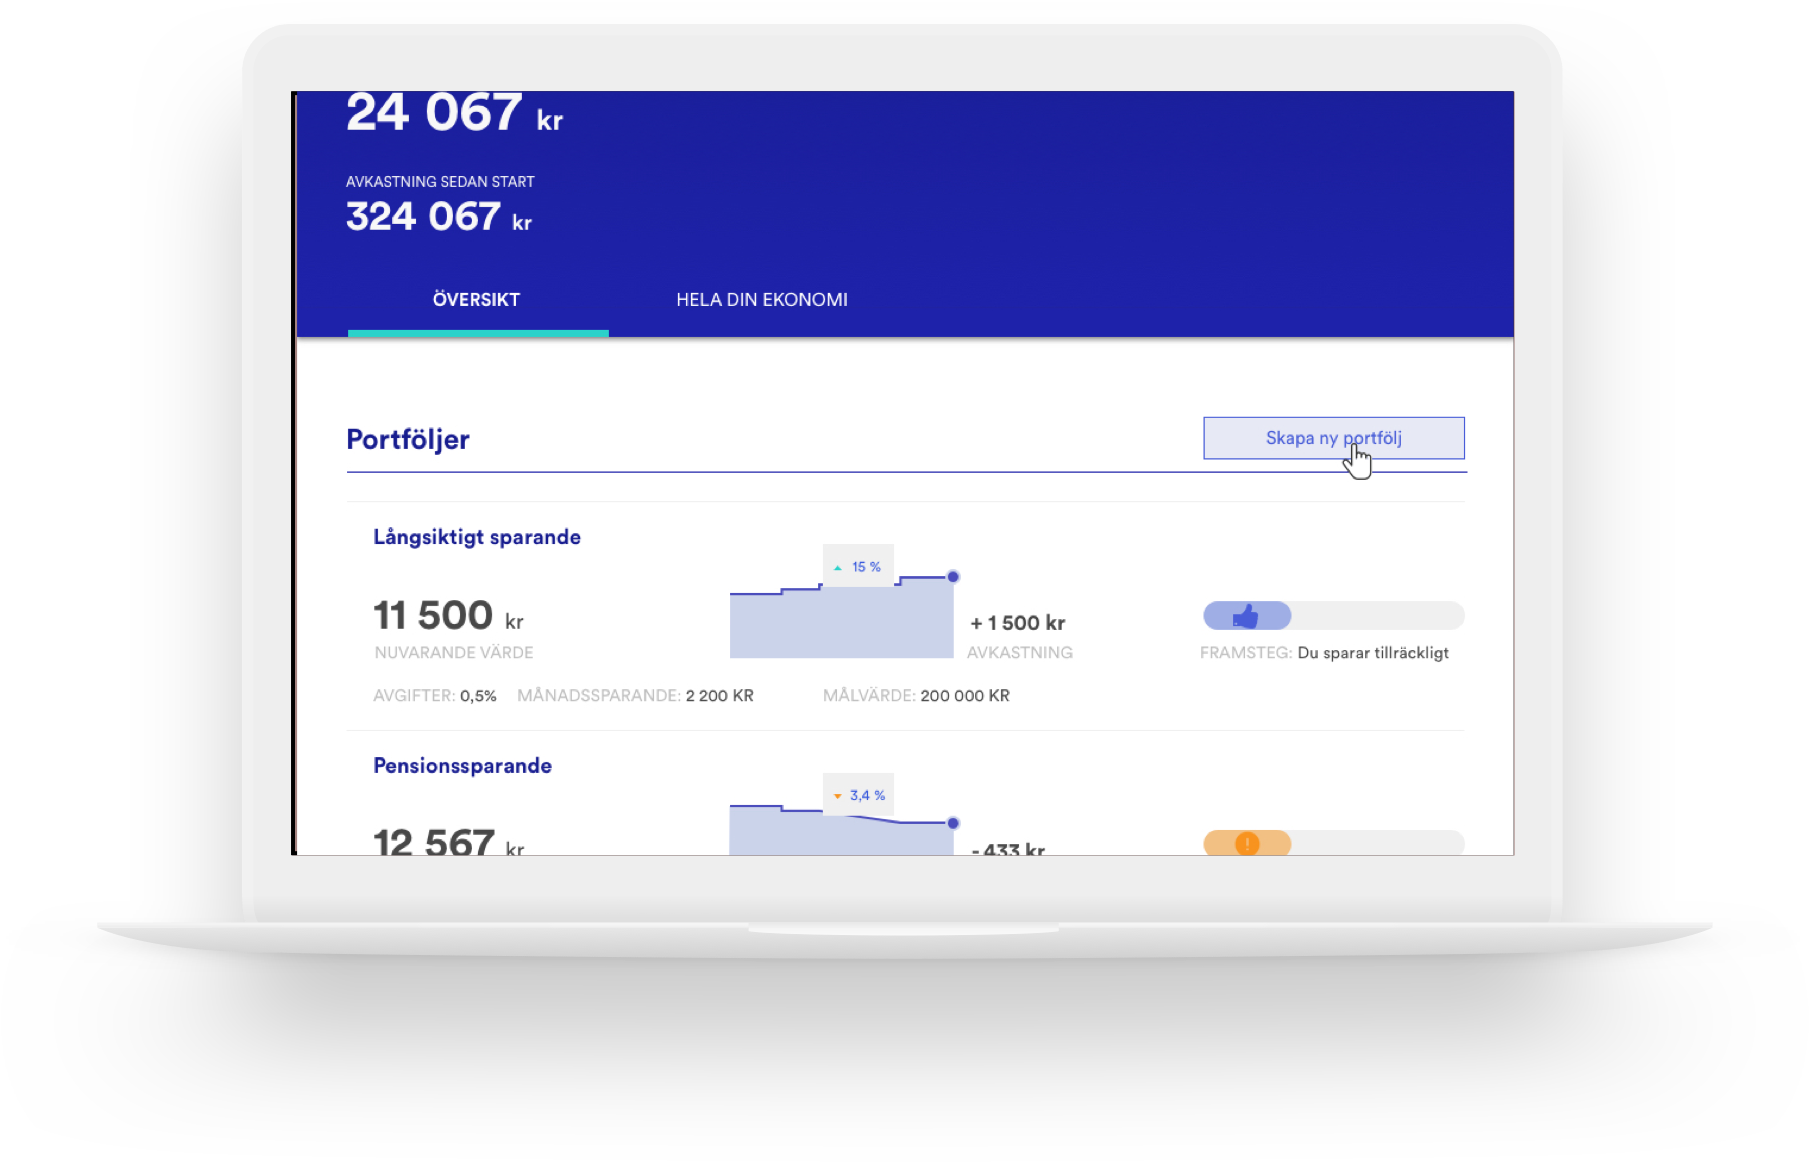 24 067 kr
AVKASTNING SEDAN START
324 067 kr
ÖVERSIKT HELA DIN EKONOMI
Portföljer Skapa ny portfölj
Långsiktigt sparande
15 %
11 500 kr + 1 500 kr
NUVARANDE VÄRDE AVKASTNING FRAMSTEG: Du sparar tillräckligt
AVGIFTER: 0,5% MÅNADSSPARANDE: 2 200 KR MÅLVÄRDE: 200 000 KR
Pensionssparande
3,4 %
12 567 kr - 433 kr